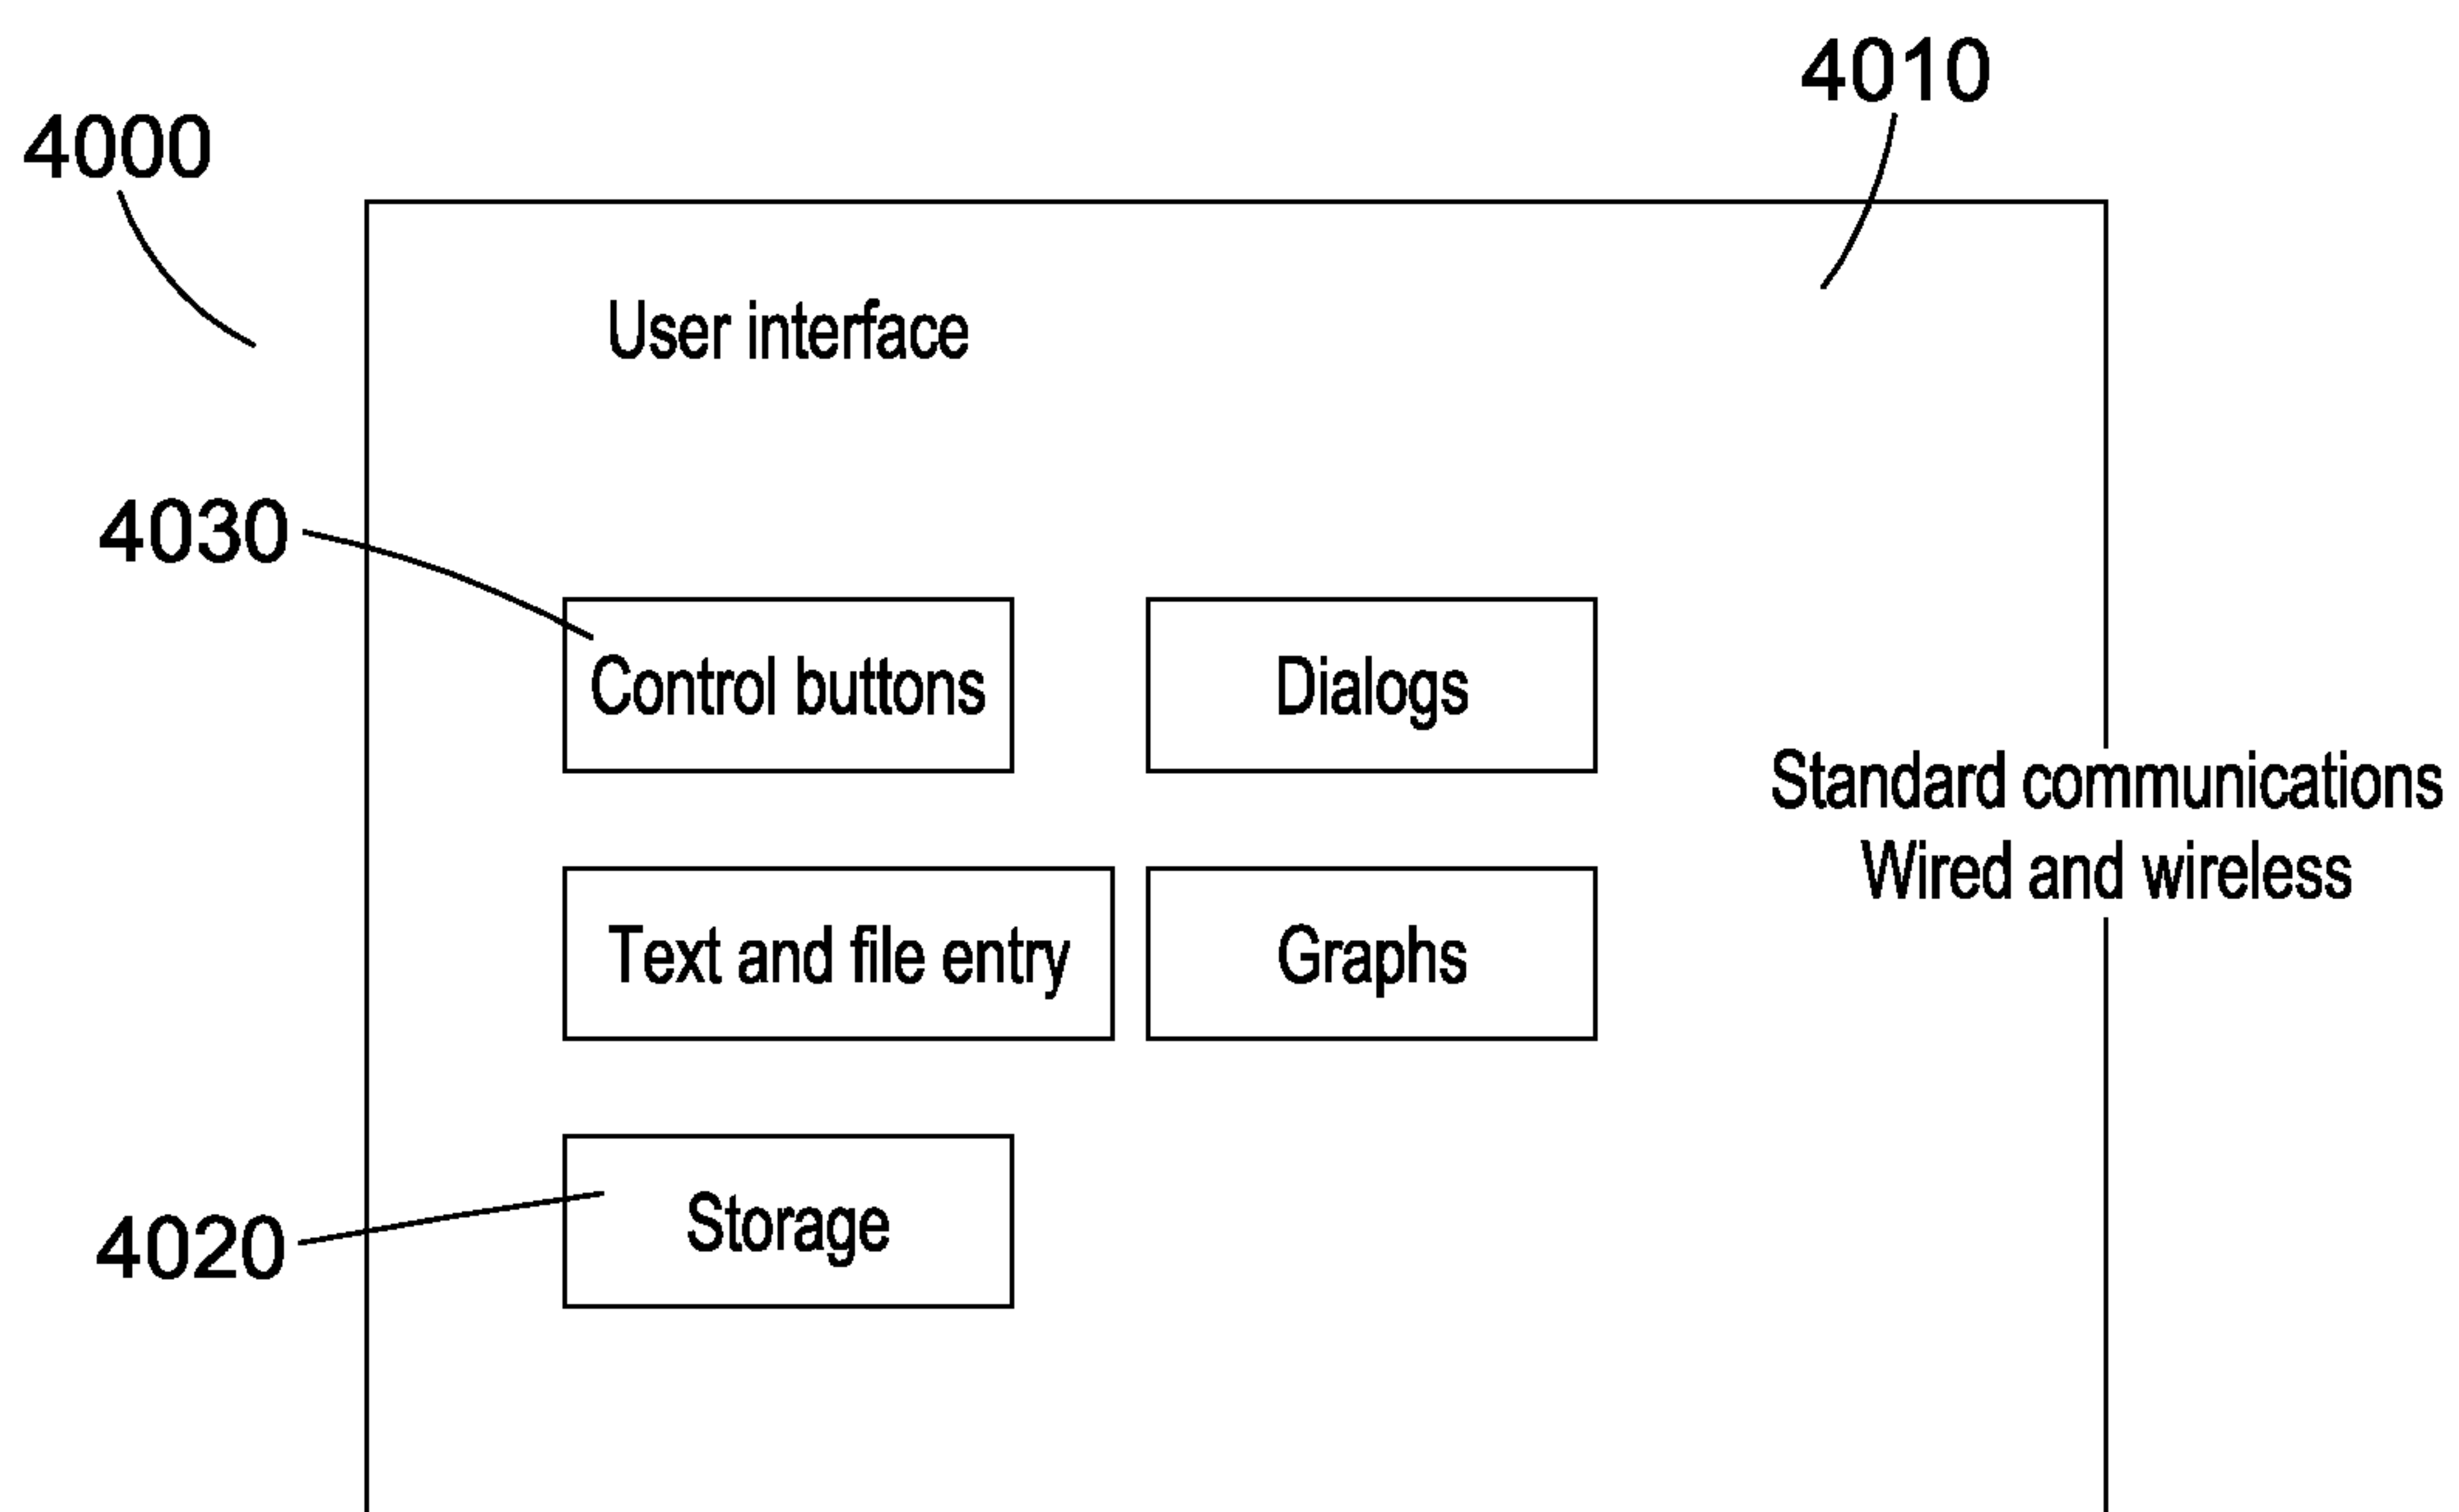 4010
4000
User interface
4030
Control buttons
Dialogs
Standard communications
Wired and wireless
Text and file entry
Graphs
Storage
4020